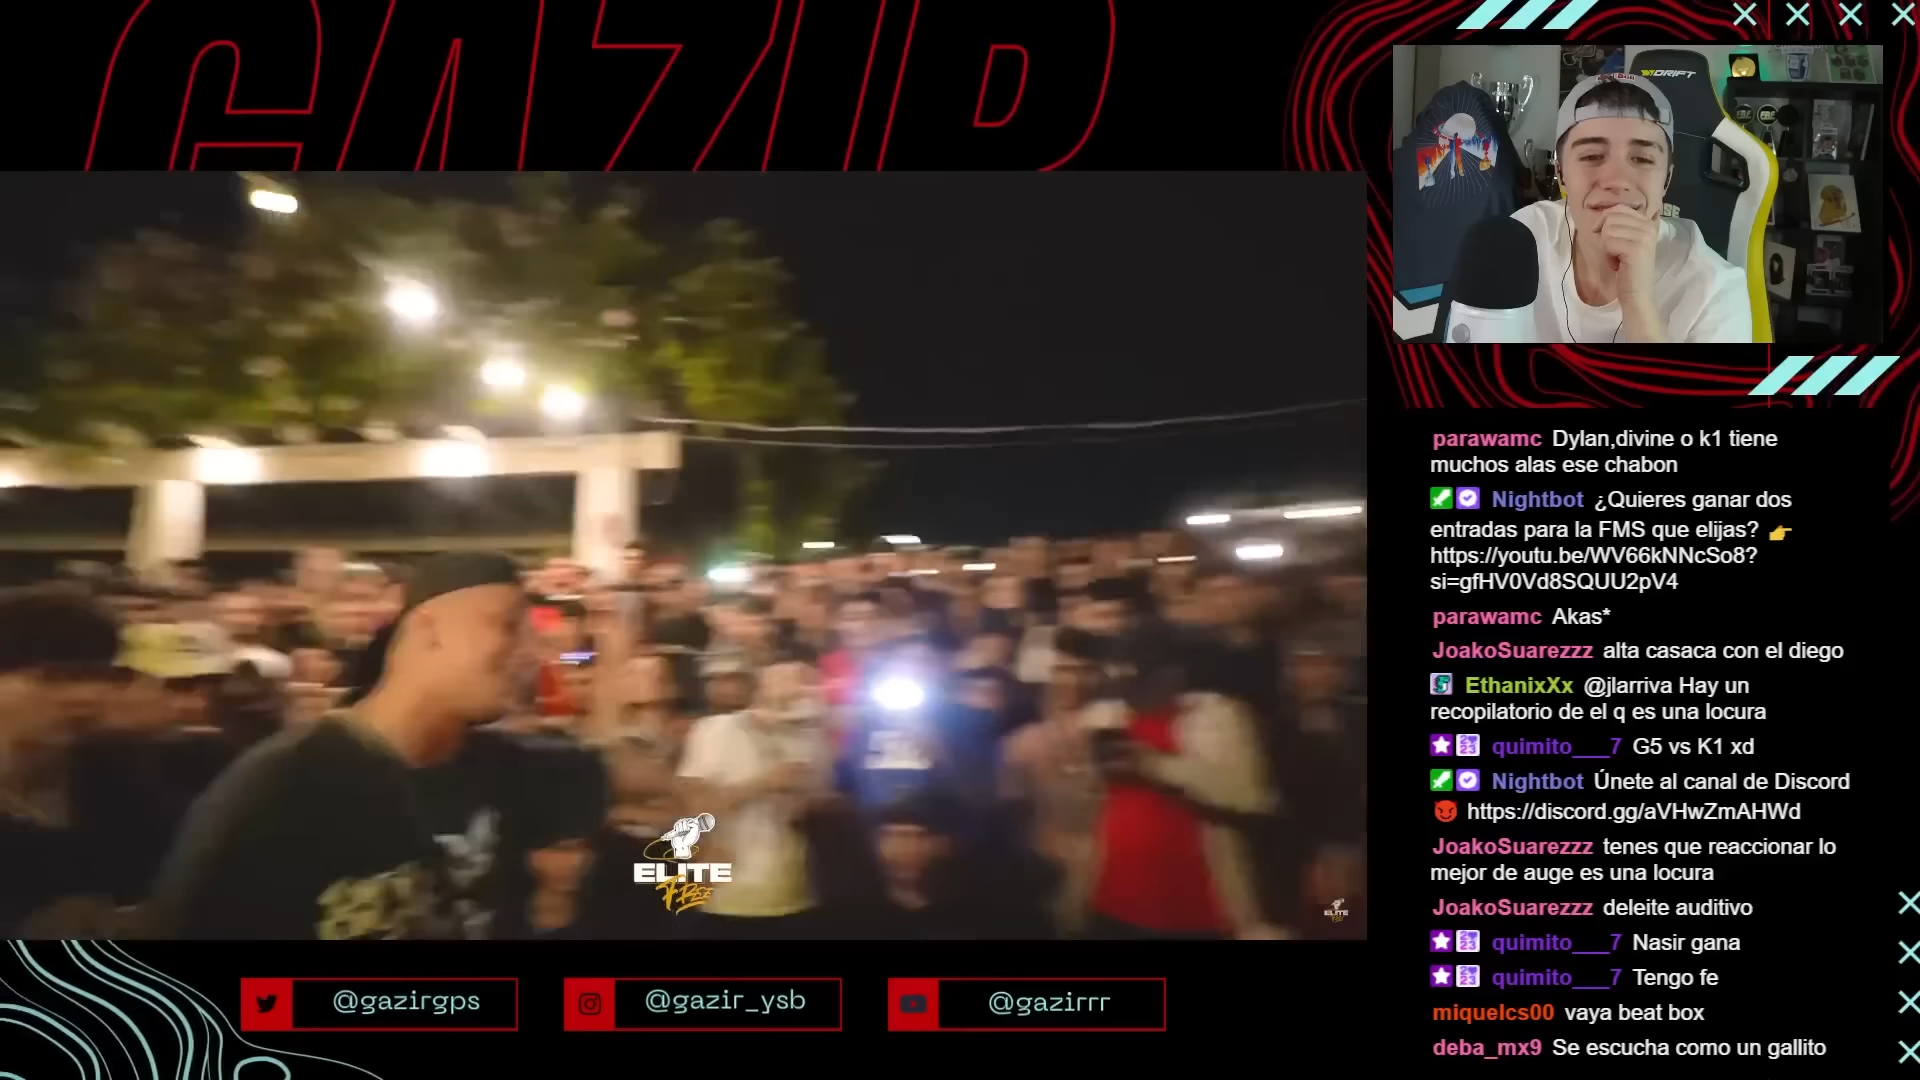 GAZIR
DRIFT
parawamc Dylan,divine o k1 tiene
muchos alas ese chabon
Nightbot ¿Quieres ganar dos
entradas para la FMS que elijas? 👉
https://youtu.be/WV66kNNcSo8?
si=gfHV0Vd8SQUU2pV4
parawamc Akas*
JoakoSuarezzz alta casaca con el diego
EthanixXx @jlarriva Hay un
recopilatorio de el q es una locura
quimito___7 G5 vs K1 xd
Nightbot Únete al canal de Discord
😈 https://discord.gg/aVHwZmAHWd
JoakoSuarezzz tenes que reaccionar lo
mejor de auge es una locura
JoakoSuarezzz deleite auditivo
quimito___7 Nasir gana
quimito___7 Tengo fe
miquelcs00 vaya beat box
deba_mx9 Se escucha como un gallito
ELITE
FREE
ELITE
@gazirgps
@gazir_ysb
@gazirrr